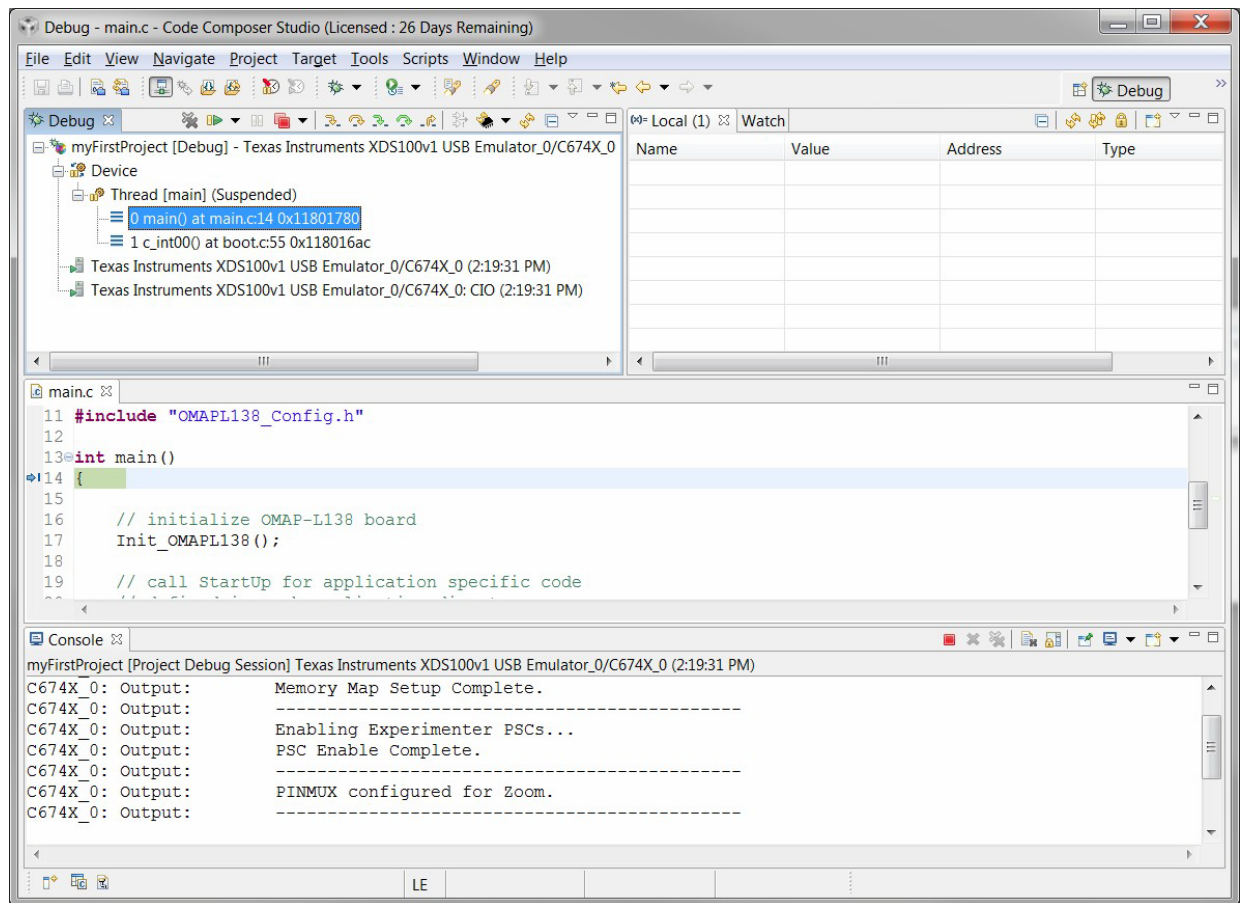 Debug - main.c - Code Composer Studio (Licensed : 26 Days Remaining)
File Edit View Navigate Project Target Tools Scripts Window Help
Debug
Debug
myFirstProject [Debug] - Texas Instruments XDS100v1 USB Emulator_0/C674X_0
Device
Thread [main] (Suspended)
0 main() at main.c:14 0x11801780
1 c_int00() at boot.c:55 0x118016ac
Texas Instruments XDS100v1 USB Emulator_0/C674X_0 (2:19:31 PM)
Texas Instruments XDS100v1 USB Emulator_0/C674X_0: CIO (2:19:31 PM)
(x)= Local (1) Watch
Name Value Address Type
main.c
11 #include "OMAPL138_Config.h"
12
13 int main()
14 {
15
16 // initialize OMAP-L138 board
17 Init_OMAPL138();
18
19 // call StartUp for application specific code
Console
myFirstProject [Project Debug Session] Texas Instruments XDS100v1 USB Emulator_0/C674X_0 (2:19:31 PM)
C674X_0: Output: Memory Map Setup Complete.
C674X_0: Output: ---------------------------------------------
C674X_0: Output: Enabling Experimenter PSCs...
C674X_0: Output: PSC Enable Complete.
C674X_0: Output: ---------------------------------------------
C674X_0: Output: PINMUX configured for Zoom.
C674X_0: Output: ---------------------------------------------
LE